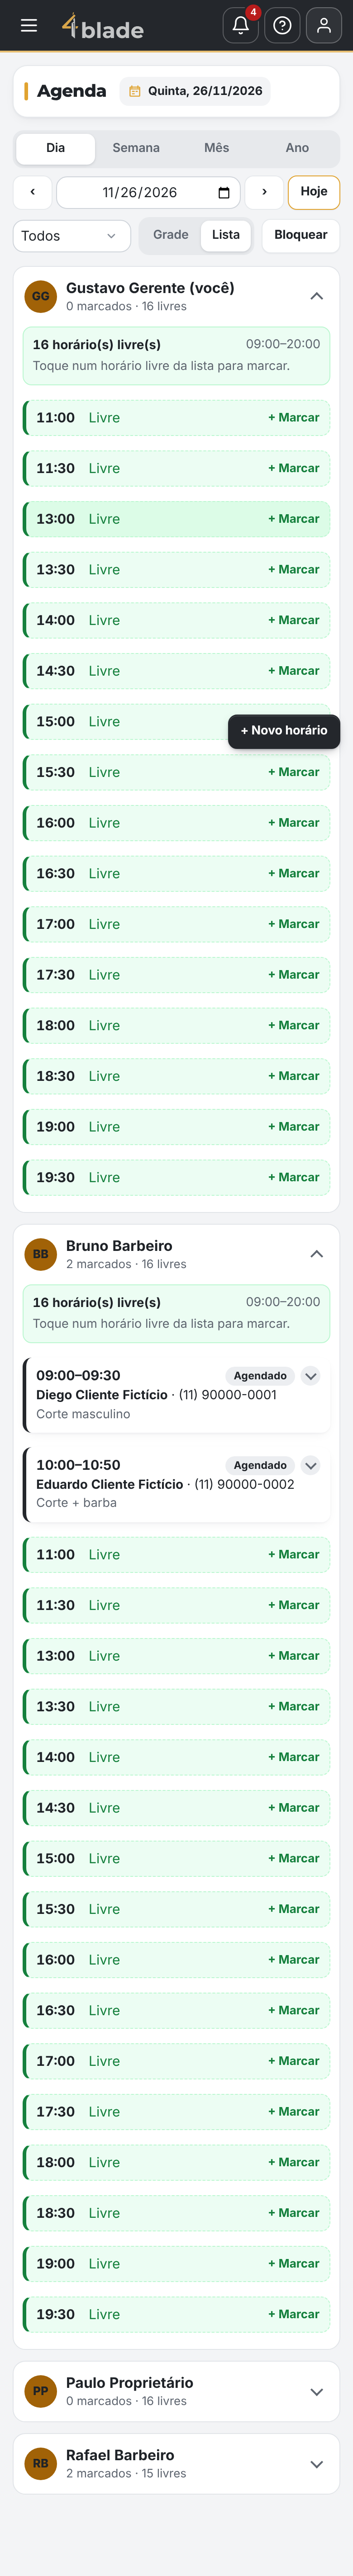 4blade
4
Agenda
Quinta, 26/11/2026
Dia Semana Mês Ano
‹ 11/26/2026 › Hoje
Todos Grade Lista Bloquear
GG Gustavo Gerente (você)
0 marcados · 16 livres
16 horário(s) livre(s) 09:00–20:00
Toque num horário livre da lista para marcar.
11:00 Livre + Marcar
11:30 Livre + Marcar
13:00 Livre + Marcar
13:30 Livre + Marcar
14:00 Livre + Marcar
14:30 Livre + Marcar
15:00 Livre
+ Novo horário
15:30 Livre + Marcar
16:00 Livre + Marcar
16:30 Livre + Marcar
17:00 Livre + Marcar
17:30 Livre + Marcar
18:00 Livre + Marcar
18:30 Livre + Marcar
19:00 Livre + Marcar
19:30 Livre + Marcar
BB Bruno Barbeiro
2 marcados · 16 livres
16 horário(s) livre(s) 09:00–20:00
Toque num horário livre da lista para marcar.
09:00–09:30 Agendado
Diego Cliente Fictício · (11) 90000-0001
Corte masculino
10:00–10:50 Agendado
Eduardo Cliente Fictício · (11) 90000-0002
Corte + barba
11:00 Livre + Marcar
11:30 Livre + Marcar
13:00 Livre + Marcar
13:30 Livre + Marcar
14:00 Livre + Marcar
14:30 Livre + Marcar
15:00 Livre + Marcar
15:30 Livre + Marcar
16:00 Livre + Marcar
16:30 Livre + Marcar
17:00 Livre + Marcar
17:30 Livre + Marcar
18:00 Livre + Marcar
18:30 Livre + Marcar
19:00 Livre + Marcar
19:30 Livre + Marcar
PP Paulo Proprietário
0 marcados · 16 livres
RB Rafael Barbeiro
2 marcados · 15 livres